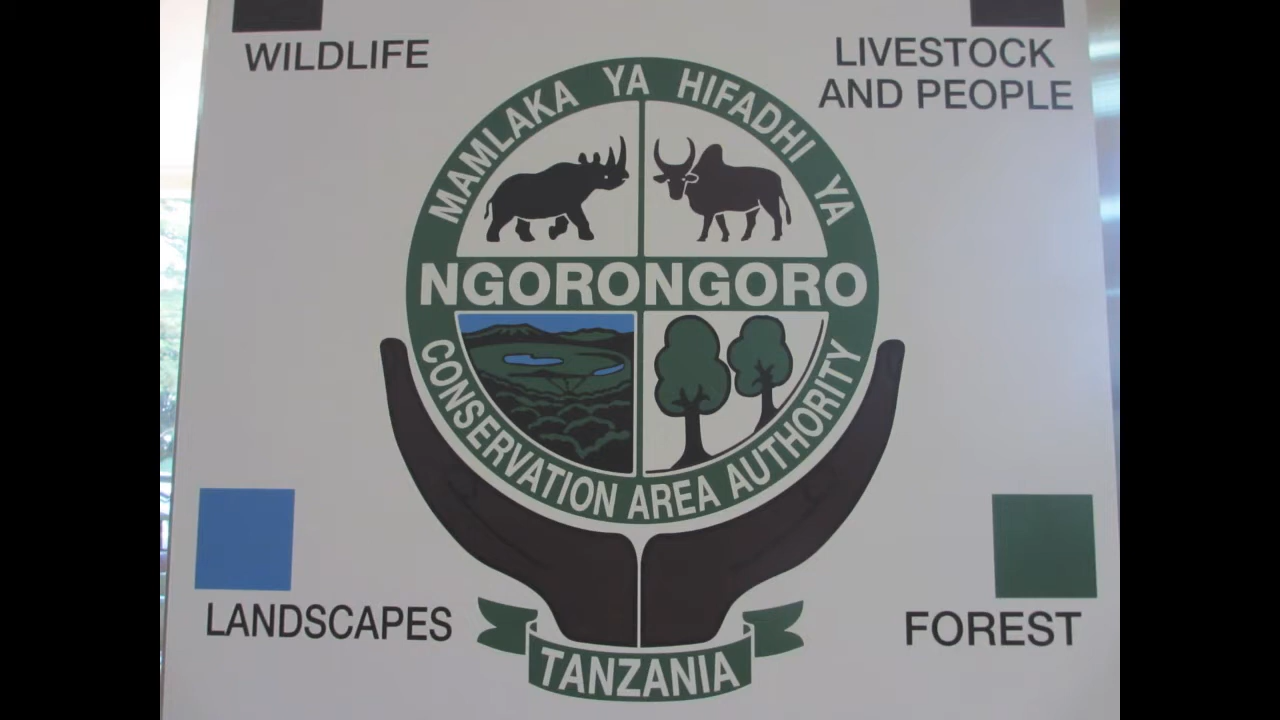 WILDLIFE
LIVESTOCK
AND PEOPLE
MAMLAKA YA HIFADHI YA
NGORONGORO
CONSERVATION AREA AUTHORITY
LANDSCAPES
FOREST
TANZANIA